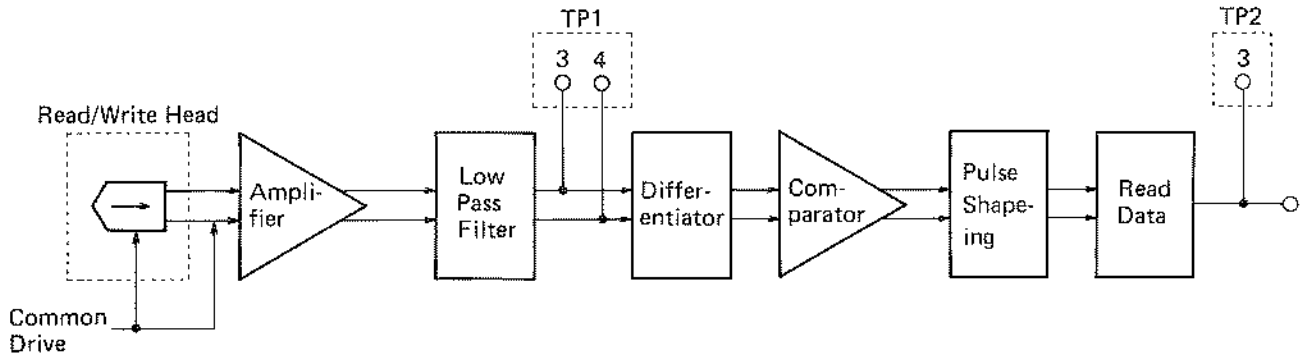 TP1
TP2
3 4
3
Read/Write Head
Ampli-
fier
Low
Pass
Filter
Differ-
entiator
Com-
parator
Pulse
Shape-
ing
Read
Data
Common
Drive